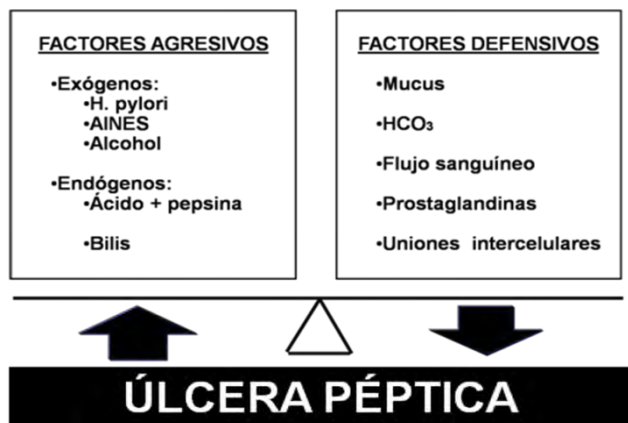 FACTORES AGRESIVOS
•Exógenos:
•H. pylori
•AINES
•Alcohol
•Endógenos:
•Ácido + pepsina
•Bilis
FACTORES DEFENSIVOS
•Mucus
•HCO₃
•Flujo sanguíneo
•Prostaglandinas
•Uniones intercelulares
ÚLCERA PÉPTICA